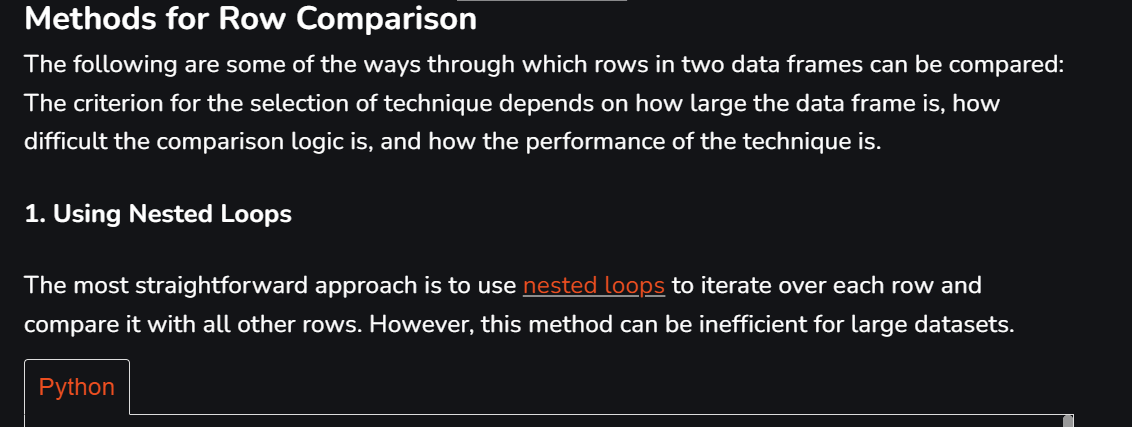 Methods for Row Comparison
The following are some of the ways through which rows in two data frames can be compared:
The criterion for the selection of technique depends on how large the data frame is, how
difficult the comparison logic is, and how the performance of the technique is.
1. Using Nested Loops
The most straightforward approach is to use nested loops to iterate over each row and
compare it with all other rows. However, this method can be inefficient for large datasets.
Python